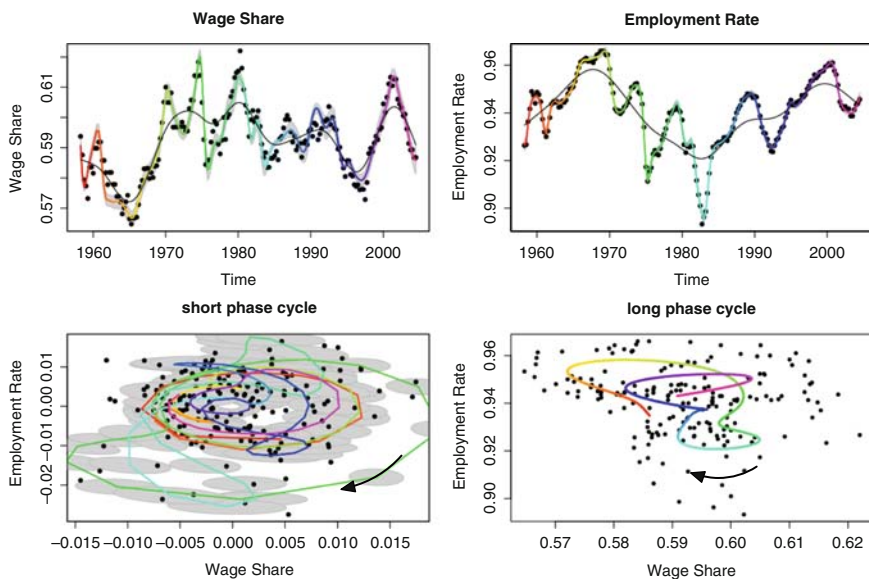 Wage Share
Employment Rate
Wage Share
0.61
0.59
0.57
1960 1970 1980 1990 2000
Time
Employment Rate
0.96
0.94
0.92
0.90
1960 1970 1980 1990 2000
Time
short phase cycle
long phase cycle
Employment Rate
0.01
0.00
−0.01
−0.02
−0.015 −0.010 −0.005 0.000 0.005 0.010 0.015
Wage Share
Employment Rate
0.96
0.94
0.92
0.90
0.57 0.58 0.59 0.60 0.61 0.62
Wage Share